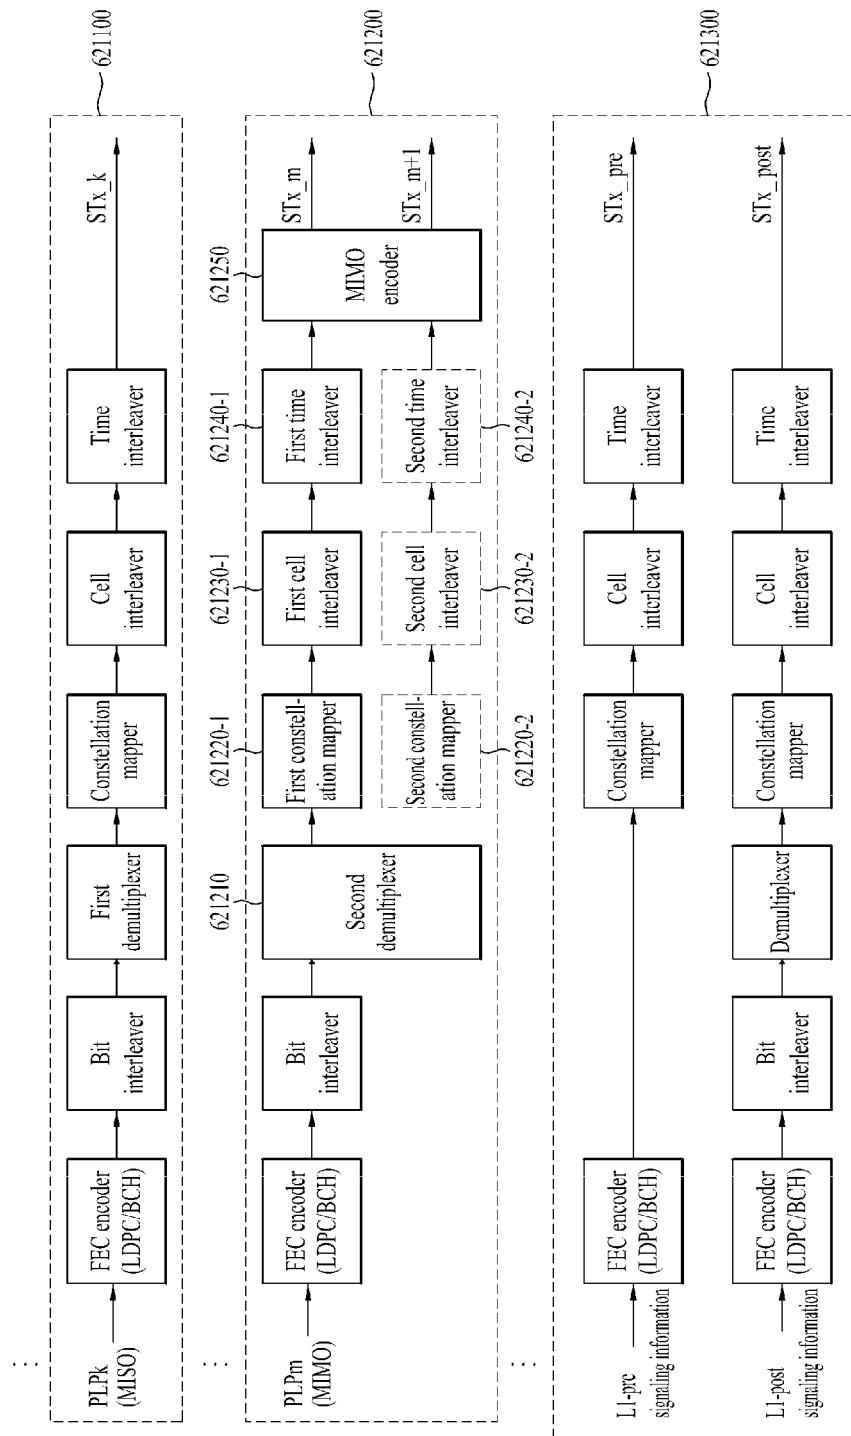 ⋮
PLPk
(MISO)
FEC encoder
(LDPC/BCH)
Bit
interleaver
First
demultiplexer
Constellation
mapper
Cell
interleaver
Time
interleaver
STx_k
621100
⋮
PLPm
(MIMO)
FEC encoder
(LDPC/BCH)
Bit
interleaver
621210
Second
demultiplexer
621220-1
First constell-
ation mapper
621230-1
First cell
interleaver
621240-1
First time
interleaver
621250
MIMO
encoder
STx_m
STx_m+1
621200
Second constell-
ation mapper
621220-2
Second cell
interleaver
621230-2
Second time
interleaver
621240-2
⋮
L1-pre
signaling information
FEC encoder
(LDPC/BCH)
Constellation
mapper
Cell
interleaver
Time
interleaver
STx_pre
621300
L1-post
signaling information
FEC encoder
(LDPC/BCH)
Bit
interleaver
Demultiplexer
Constellation
mapper
Cell
interleaver
Time
interleaver
STx_post